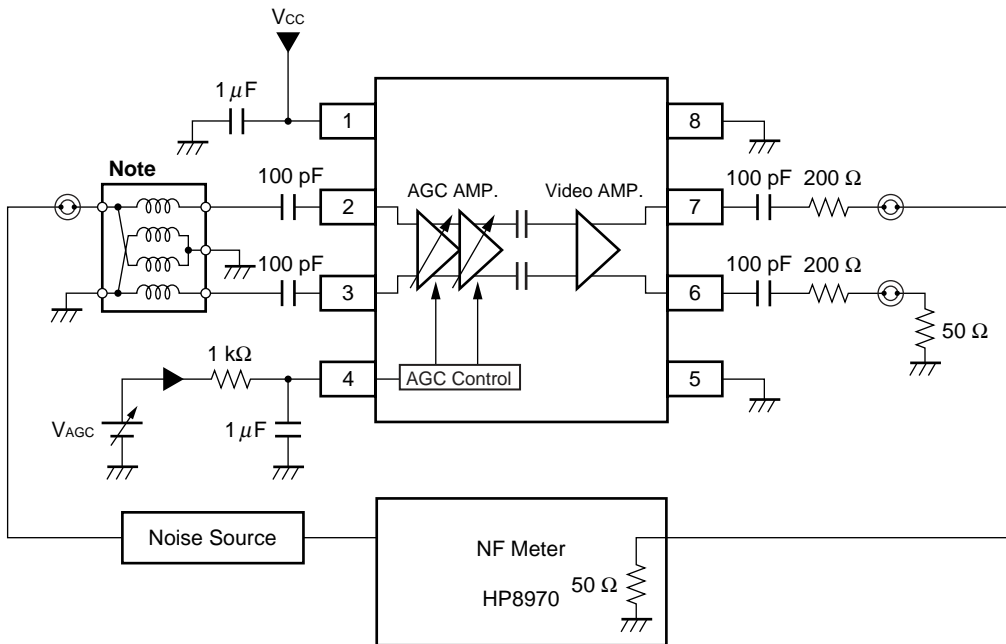 VCC
1 μF
1
8
Note
100 pF
2
AGC AMP.
Video AMP.
7
100 pF
200 Ω
100 pF
3
6
100 pF
200 Ω
50 Ω
1 kΩ
4
AGC Control
5
VAGC
1 μF
Noise Source
NF Meter
HP8970
50 Ω